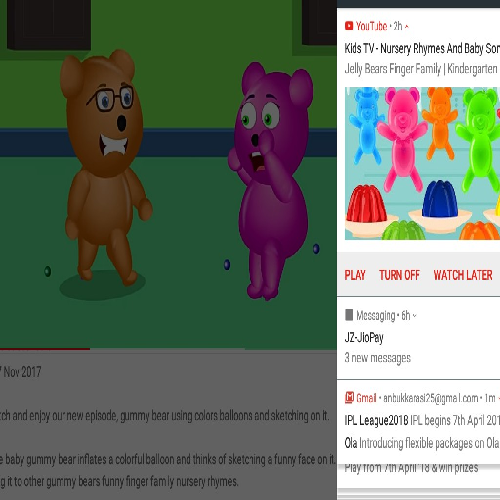 YouTube • 2h
Kids TV - Nursery Rhymes And Baby Son
Jelly Bears Finger Family | Kindergarten
PLAY TURN OFF WATCH LATER
Messaging • 6h
JZ-JioPay
3 new messages
Gmail • anbukkarasi25@gmail.com • 1m
IPL League2018 IPL begins 7th April 201
Ola Introducing flexible packages on Ola
Play from 7th April '18 & win prizes
Nov 2017
tch and enjoy our new episode, gummy bear using colors balloons and sketching on it.
e baby gummy bear inflates a colorful balloon and thinks of sketching a funny face on it.
g it to other gummy bears funny finger family nursery rhymes.